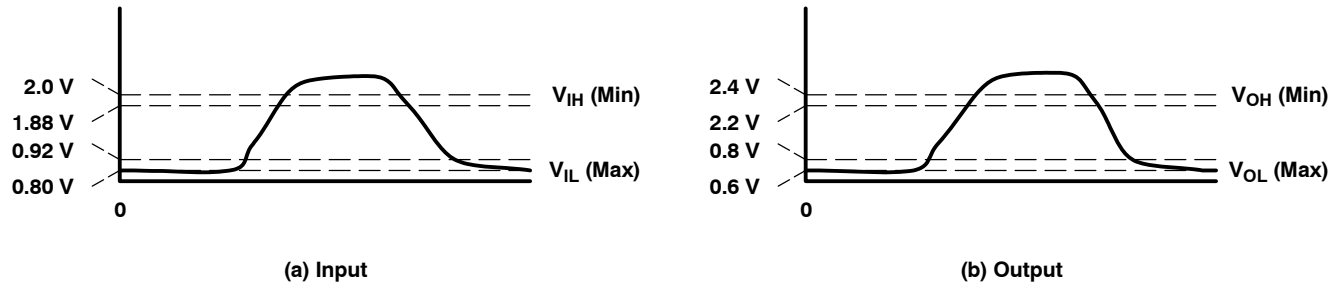 2.0 V
1.88 V
0.92 V
0.80 V
0
VIH (Min)
VIL (Max)
(a) Input
2.4 V
2.2 V
0.8 V
0.6 V
0
VOH (Min)
VOL (Max)
(b) Output